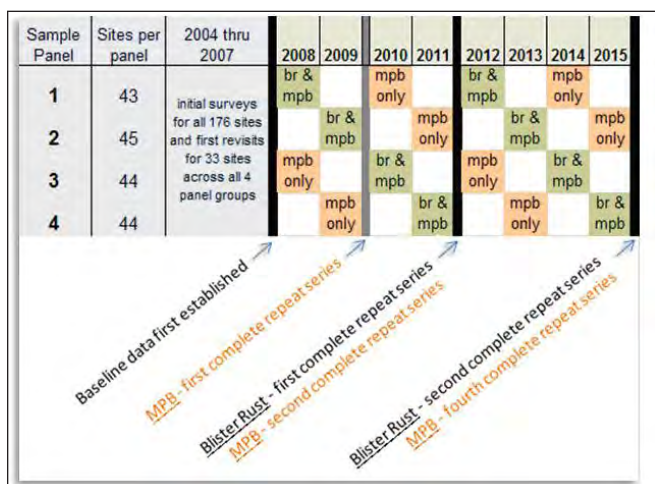 Sample Panel
Sites per panel
2004 thru 2007
2008 2009 2010 2011 2012 2013 2014 2015
1 43 br & mpb mpb only br & mpb mpb only
2 45 br & mpb mpb only br & mpb mpb only
3 44 mpb only br & mpb mpb only br & mpb
4 44 mpb only br & mpb mpb only br & mpb
initial surveys
for all 176 sites
and first revisits
for 33 sites
across all 4
panel groups
Baseline data first established
MPB - first complete repeat series
Blister Rust - first complete repeat series
MPB - second complete repeat series
Blister Rust - second complete repeat series
MPB - fourth complete repeat series